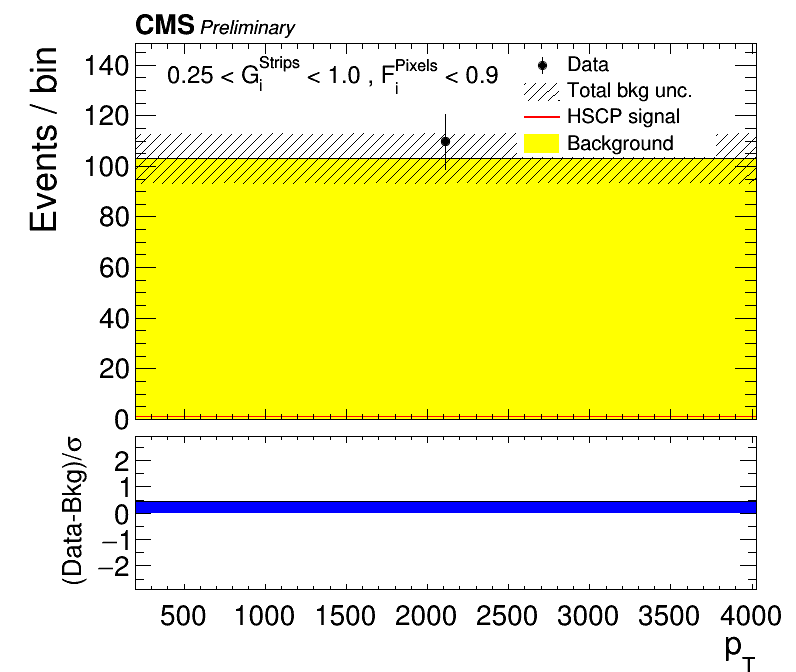 CMS Preliminary
Events / bin
140
120
100
80
60
40
20
0
0.25 < G_i^Strips < 1.0 , F_i^Pixels < 0.9
Data
Total bkg unc.
HSCP signal
Background
(Data-Bkg)/σ
2
1
0
−1
−2
500 1000 1500 2000 2500 3000 3500 4000
p_T